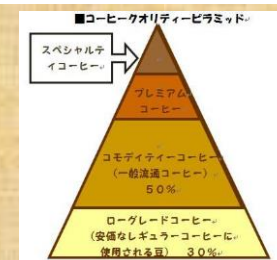 ■コーヒークオリティーピラミッド
スペシャルテ
ィコーヒー
プレミアム
コーヒー
コモディティーコーヒー
(一般流通コーヒー)
50%
ローグレードコーヒー
(安価なレギュラーコーヒーに
使用される豆) 30%